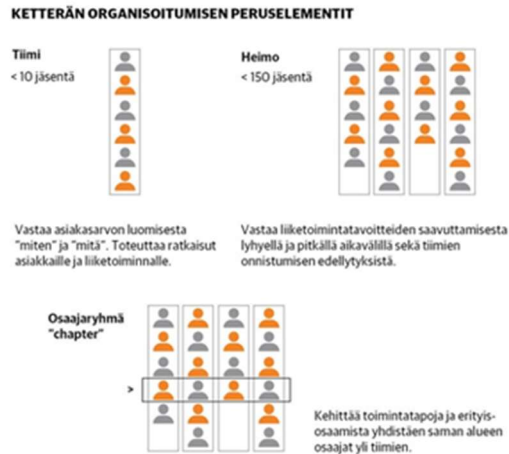 KETTERÄN ORGANISOITUMISEN PERUSELEMENTIT
Tiimi
< 10 jäsentä
Vastaa asiakasarvon luomisesta
"miten" ja "mitä". Toteuttaa ratkaisut
asiakkaille ja liiketoiminnalle.
Heimo
< 150 jäsentä
Vastaa liiketoimintatavoitteiden saavuttamisesta
lyhyellä ja pitkällä aikavälillä sekä tiimien
onnistumisen edellytyksistä.
Osaajaryhmä
"chapter"
>
Kehittää toimintatapoja ja erityis-
osaamista yhdistäen saman alueen
osaajat yli tiimien.